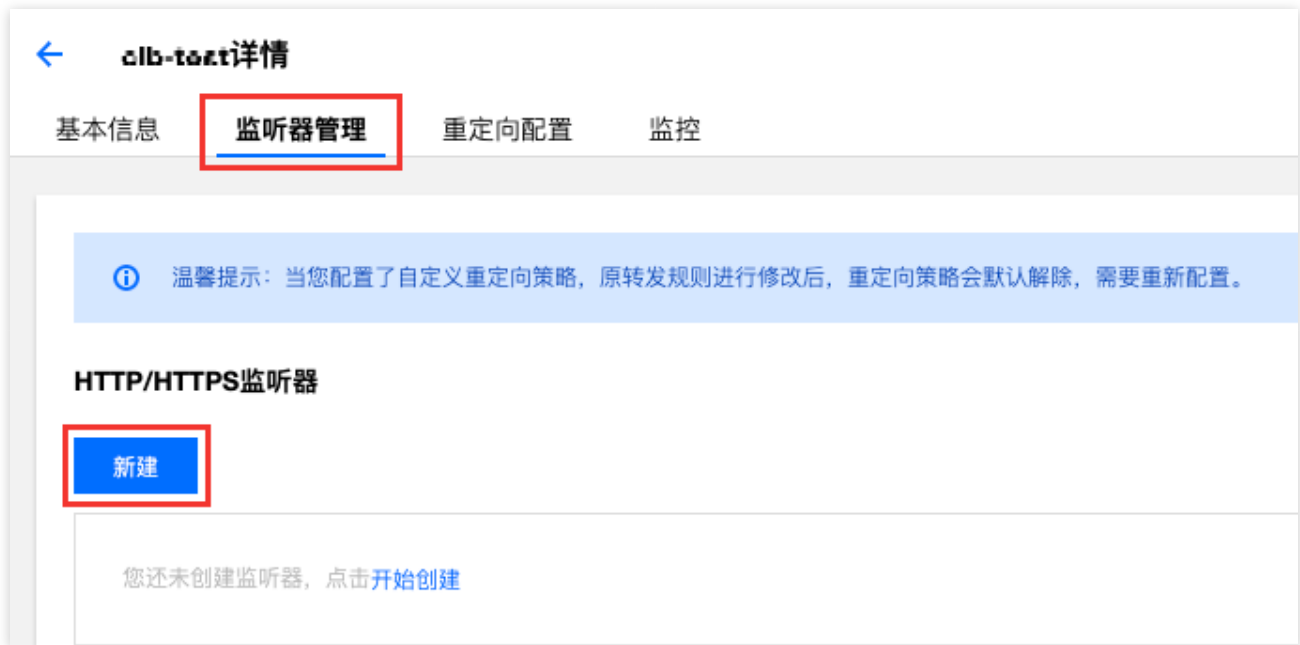 clb-test详情
基本信息 监听器管理 重定向配置 监控
温馨提示：当您配置了自定义重定向策略，原转发规则进行修改后，重定向策略会默认解除，需要重新配置。
HTTP/HTTPS监听器
新建
您还未创建监听器，点击开始创建